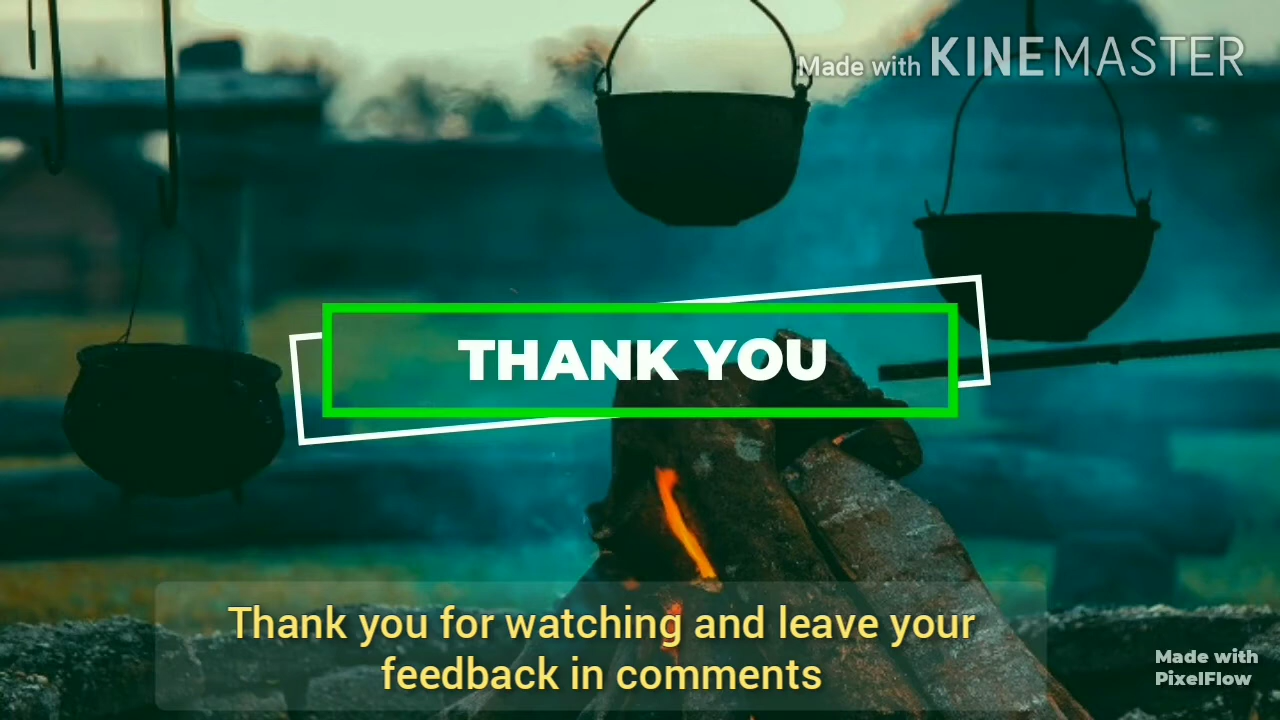 Made with KINEMASTER
THANK YOU
Thank you for watching and leave your
feedback in comments
Made with
PixelFlow